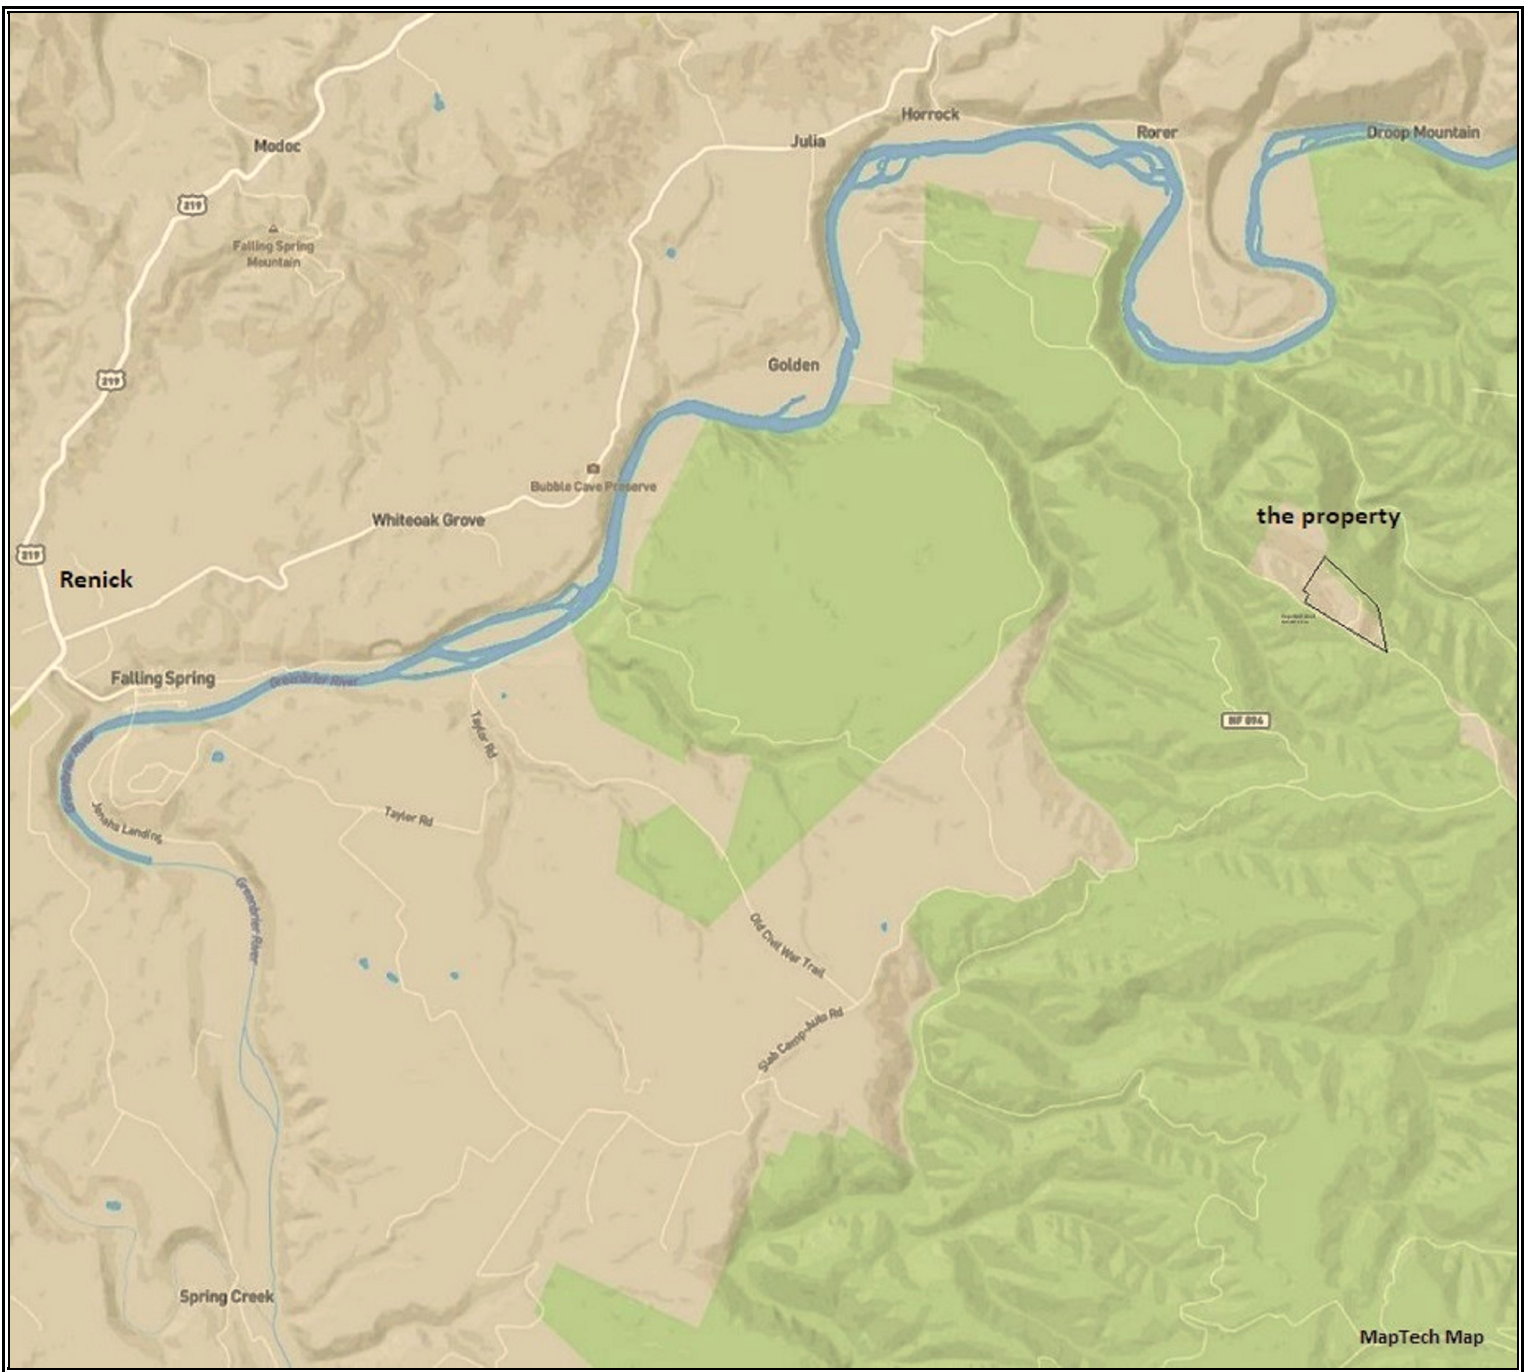 Horrock
Julia
Rorer
Droop Mountain
Modoc
219
Falling Spring
Mountain
Golden
219
Bubble Cave Preserve
Whiteoak Grove
the property
219
Renick
Falling Spring
Greenbrier River
Taylor Rd
NF 894
Greenbrier River
Jenahs Landing
Taylor Rd
Greenbrier River
Old Civil War Trail
Slab Camp-Auto Rd
Spring Creek
MapTech Map